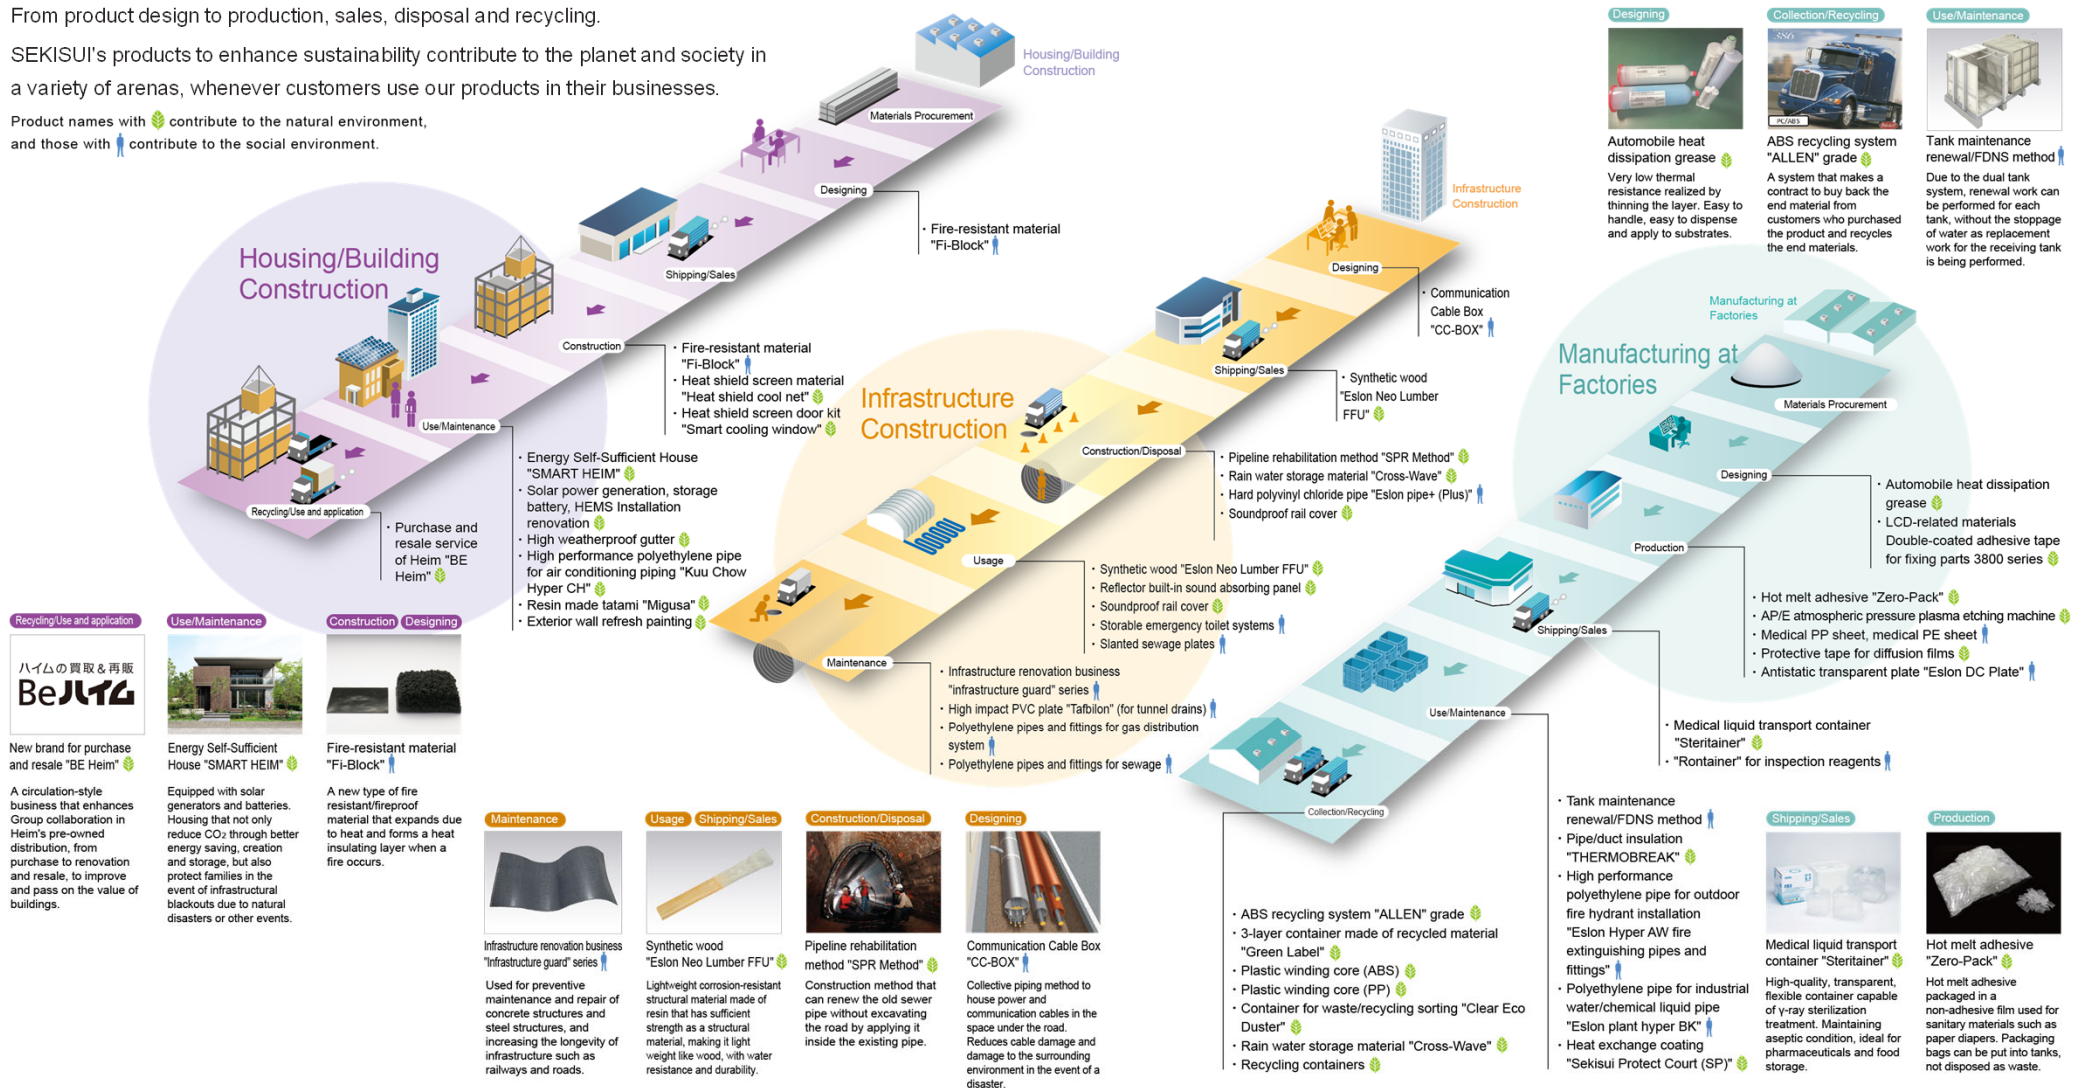 From product design to production, sales, disposal and recycling.
SEKISUI's products to enhance sustainability contribute to the planet and society in
a variety of arenas, whenever customers use our products in their businesses.
Product names with contribute to the natural environment,
and those with contribute to the social environment.
Housing/Building
Construction
Materials Procurement
Designing
・Fire-resistant material
"Fi-Block"
Shipping/Sales
Housing/Building
Construction
Construction
・Fire-resistant material
"Fi-Block"
・Heat shield screen material
"Heat shield cool net"
・Heat shield screen door kit
"Smart cooling window"
Use/Maintenance
・Energy Self-Sufficient House
"SMART HEIM"
・Solar power generation, storage
battery, HEMS Installation
renovation
・High weatherproof gutter
・High performance polyethylene pipe
for air conditioning piping "Kuu Chow
Hyper CH"
・Resin made tatami "Migusa"
・Exterior wall refresh painting
Recycling/Use and application
・Purchase and
resale service
of Heim "BE
Heim"
Recycling/Use and application
ハイムの買取&再販
Beハイム
New brand for purchase
and resale "BE Heim"
A circulation-style
business that enhances
Group collaboration in
Heim's pre-owned
distribution, from
purchase to renovation
and resale, to improve
and pass on the value of
buildings.
Use/Maintenance
Energy Self-Sufficient
House "SMART HEIM"
Equipped with solar
generators and batteries.
Housing that not only
reduce CO₂ through better
energy saving, creation
and storage, but also
protect families in the
event of infrastructural
blackouts due to natural
disasters or other events.
Construction
Designing
Fire-resistant material
"Fi-Block"
A new type of fire
resistant/fireproof
material that expands due
to heat and forms a heat
insulating layer when a
fire occurs.
Infrastructure
Construction
Designing
・Communication
Cable Box
"CC-BOX"
Shipping/Sales
・Synthetic wood
"Eslon Neo Lumber
FFU"
Infrastructure
Construction
Construction/Disposal
・Pipeline rehabilitation method "SPR Method"
・Rain water storage material "Cross-Wave"
・Hard polyvinyl chloride pipe "Eslon pipe+ (Plus)"
・Soundproof rail cover
Usage
・Synthetic wood "Eslon Neo Lumber FFU"
・Reflector built-in sound absorbing panel
・Soundproof rail cover
・Storable emergency toilet systems
・Slanted sewage plates
Maintenance
・Infrastructure renovation business
"infrastructure guard" series
・High impact PVC plate "Tafbilon" (for tunnel drains)
・Polyethylene pipes and fittings for gas distribution
system
・Polyethylene pipes and fittings for sewage
Maintenance
Infrastructure renovation business
"Infrastructure guard" series
Used for preventive
maintenance and repair of
concrete structures and
steel structures, and
increasing the longevity of
infrastructure such as
railways and roads.
Usage
Shipping/Sales
Synthetic wood
"Eslon Neo Lumber FFU"
Lightweight corrosion-resistant
structural material made of
resin that has sufficient
strength as a structural
material, making it light
weight like wood, with water
resistance and durability.
Construction/Disposal
Pipeline rehabilitation
method "SPR Method"
Construction method that
can renew the old sewer
pipe without excavating
the road by applying it
inside the existing pipe.
Designing
Communication Cable Box
"CC-BOX"
Collective piping method to
house power and
communication cables in the
space under the road.
Reduces cable damage and
damage to the surrounding
environment in the event of a
disaster.
Designing
Automobile heat
dissipation grease
Very low thermal
resistance realized by
thinning the layer. Easy to
handle, easy to dispense
and apply to substrates.
Collection/Recycling
386
PC/ABS
ABS recycling system
"ALLEN" grade
A system that makes a
contract to buy back the
end material from
customers who purchased
the product and recycles
the end materials.
Use/Maintenance
Tank maintenance
renewal/FDNS method
Due to the dual tank
system, renewal work can
be performed for each
tank, without the stoppage
of water as replacement
work for the receiving tank
is being performed.
Manufacturing at
Factories
Manufacturing at
Factories
Materials Procurement
Designing
・Automobile heat dissipation
grease
・LCD-related materials
Double-coated adhesive tape
for fixing parts 3800 series
Production
・Hot melt adhesive "Zero-Pack"
・AP/E atmospheric pressure plasma etching machine
・Medical PP sheet, medical PE sheet
・Protective tape for diffusion films
・Antistatic transparent plate "Eslon DC Plate"
Shipping/Sales
・Medical liquid transport container
"Steritainer"
・"Rontainer" for inspection reagents
Use/Maintenance
・Tank maintenance
renewal/FDNS method
・Pipe/duct insulation
"THERMOBREAK"
・High performance
polyethylene pipe for outdoor
fire hydrant installation
"Eslon Hyper AW fire
extinguishing pipes and
fittings"
・Polyethylene pipe for industrial
water/chemical liquid pipe
"Eslon plant hyper BK"
・Heat exchange coating
"Sekisui Protect Court (SP)"
Collection/Recycling
・ABS recycling system "ALLEN" grade
・3-layer container made of recycled material
"Green Label"
・Plastic winding core (ABS)
・Plastic winding core (PP)
・Container for waste/recycling sorting "Clear Eco
Duster"
・Rain water storage material "Cross-Wave"
・Recycling containers
Shipping/Sales
Medical liquid transport
container "Steritainer"
High-quality, transparent,
flexible container capable
of γ-ray sterilization
treatment. Maintaining
aseptic condition, ideal for
pharmaceuticals and food
storage.
Production
Hot melt adhesive
"Zero-Pack"
Hot melt adhesive
packaged in a
non-adhesive film used for
sanitary materials such as
paper diapers. Packaging
bags can be put into tanks,
not disposed as waste.